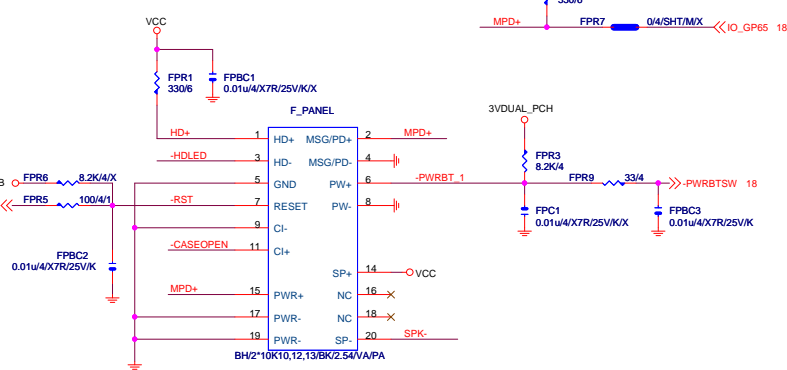 330/6
MPD+
FPR7
0/4/SHT/M/X
IO_GP65 18
VCC
FPR1
330/6
FPBC1
0.01u/4/X7R/25V/K/X
F_PANEL
3VDUAL_PCH
HD+
1
HD+
MSG/PD+
2
MPD+
-HDLED
3
HD-
MSG/PD-
4
FPR3
8.2K/4
B
FPR6
8.2K/4/X
5
GND
PW+
6
-PWRBT_1
FPR9
33/4
-PWRBTSW 18
FPR5
100/4/1
-RST
7
RESET
PW-
8
FPC1
0.01u/4/X7R/25V/K/X
FPBC3
0.01u/4/X7R/25V/K
9
CI-
-CASEOPEN
11
CI+
FPBC2
0.01u/4/X7R/25V/K
SP+
14
VCC
MPD+
15
PWR+
NC
16
17
PWR-
NC
18
19
PWR-
SP-
20
SPK-
BH/2*10K10,12,13/BK/2.54/VA/PA